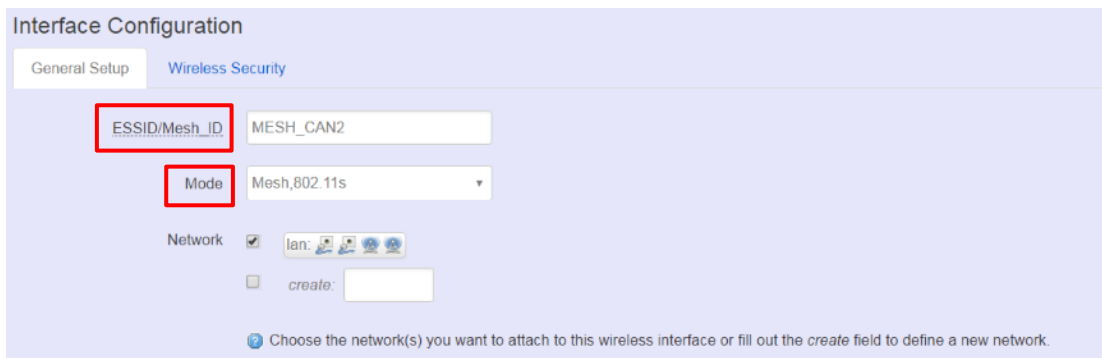 Interface Configuration
General Setup Wireless Security
ESSID/Mesh_ID MESH_CAN2
Mode Mesh,802.11s
Network lan:
create:
Choose the network(s) you want to attach to this wireless interface or fill out the create field to define a new network.